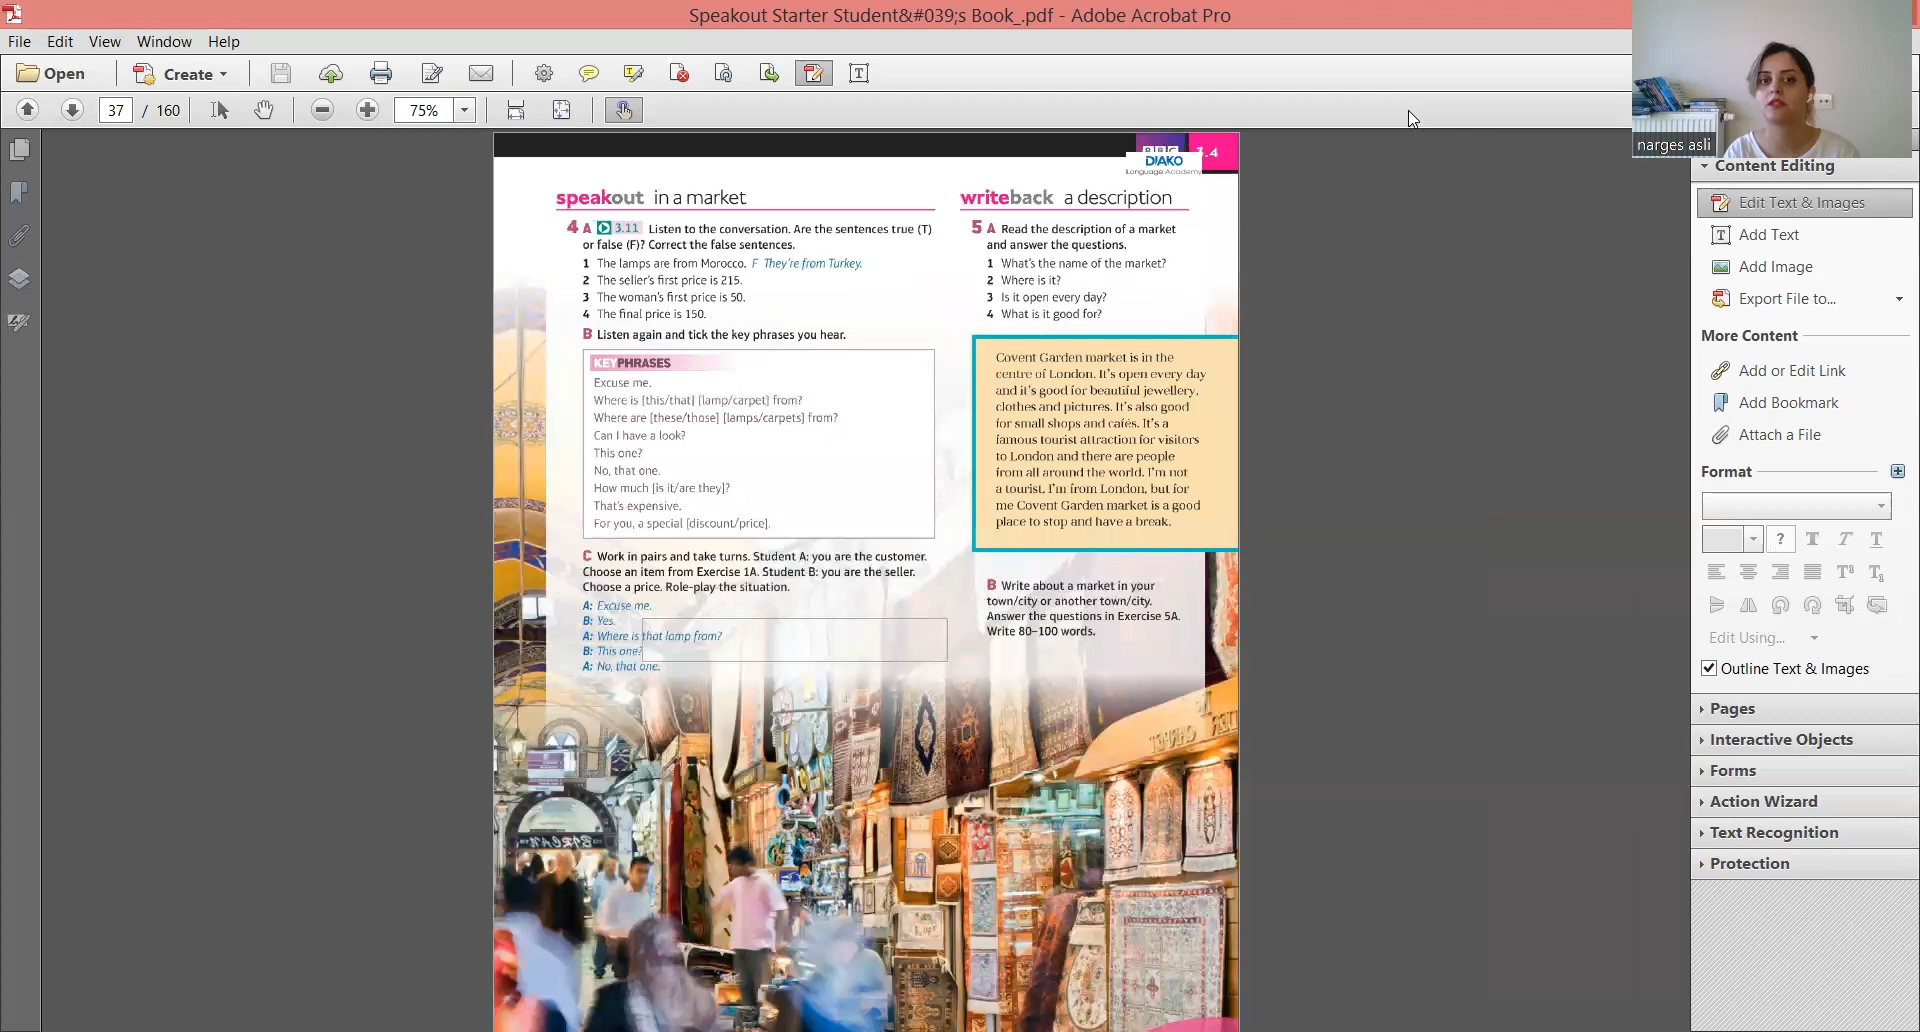 Speakout Starter Student&#039;s Book_.pdf - Adobe Acrobat Pro
File Edit View Window Help
Open Create
37 / 160 75%
narges asli
BBC 3.4
DIAKO
Language Academy
speakout in a market
4 A 3.11 Listen to the conversation. Are the sentences true (T)
or false (F)? Correct the false sentences.
1 The lamps are from Morocco. F They're from Turkey.
2 The seller's first price is 215.
3 The woman's first price is 50.
4 The final price is 150.
B Listen again and tick the key phrases you hear.
KEYPHRASES
Excuse me.
Where is [this/that] [lamp/carpet] from?
Where are [these/those] [lamps/carpets] from?
Can I have a look?
This one?
No, that one.
How much [is it/are they]?
That's expensive.
For you, a special [discount/price].
C Work in pairs and take turns. Student A: you are the customer.
Choose an item from Exercise 1A. Student B: you are the seller.
Choose a price. Role-play the situation.
A: Excuse me.
B: Yes.
A: Where is that lamp from?
B: This one?
A: No, that one.
writeback a description
5 A Read the description of a market
and answer the questions.
1 What's the name of the market?
2 Where is it?
3 Is it open every day?
4 What is it good for?
Covent Garden market is in the
centre of London. It's open every day
and it's good for beautiful jewellery,
clothes and pictures. It's also good
for small shops and cafés. It's a
famous tourist attraction for visitors
to London and there are people
from all around the world. I'm not
a tourist, I'm from London, but for
me Covent Garden market is a good
place to stop and have a break.
B Write about a market in your
town/city or another town/city.
Answer the questions in Exercise 5A.
Write 80–100 words.
Content Editing
Edit Text & Images
Add Text
Add Image
Export File to...
More Content
Add or Edit Link
Add Bookmark
Attach a File
Format
?
Edit Using...
Outline Text & Images
Pages
Interactive Objects
Forms
Action Wizard
Text Recognition
Protection